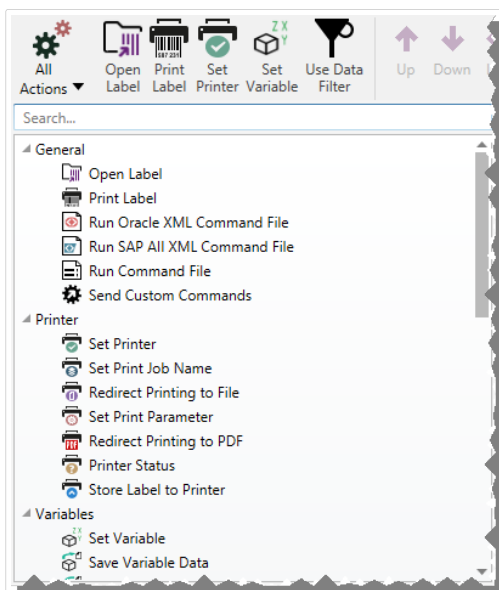 All Actions
Open Label
Print Label
Set Printer
Set Variable
Use Data Filter
Up
Down
Search...
General
Open Label
Print Label
Run Oracle XML Command File
Run SAP AII XML Command File
Run Command File
Send Custom Commands
Printer
Set Printer
Set Print Job Name
Redirect Printing to File
Set Print Parameter
Redirect Printing to PDF
Printer Status
Store Label to Printer
Variables
Set Variable
Save Variable Data